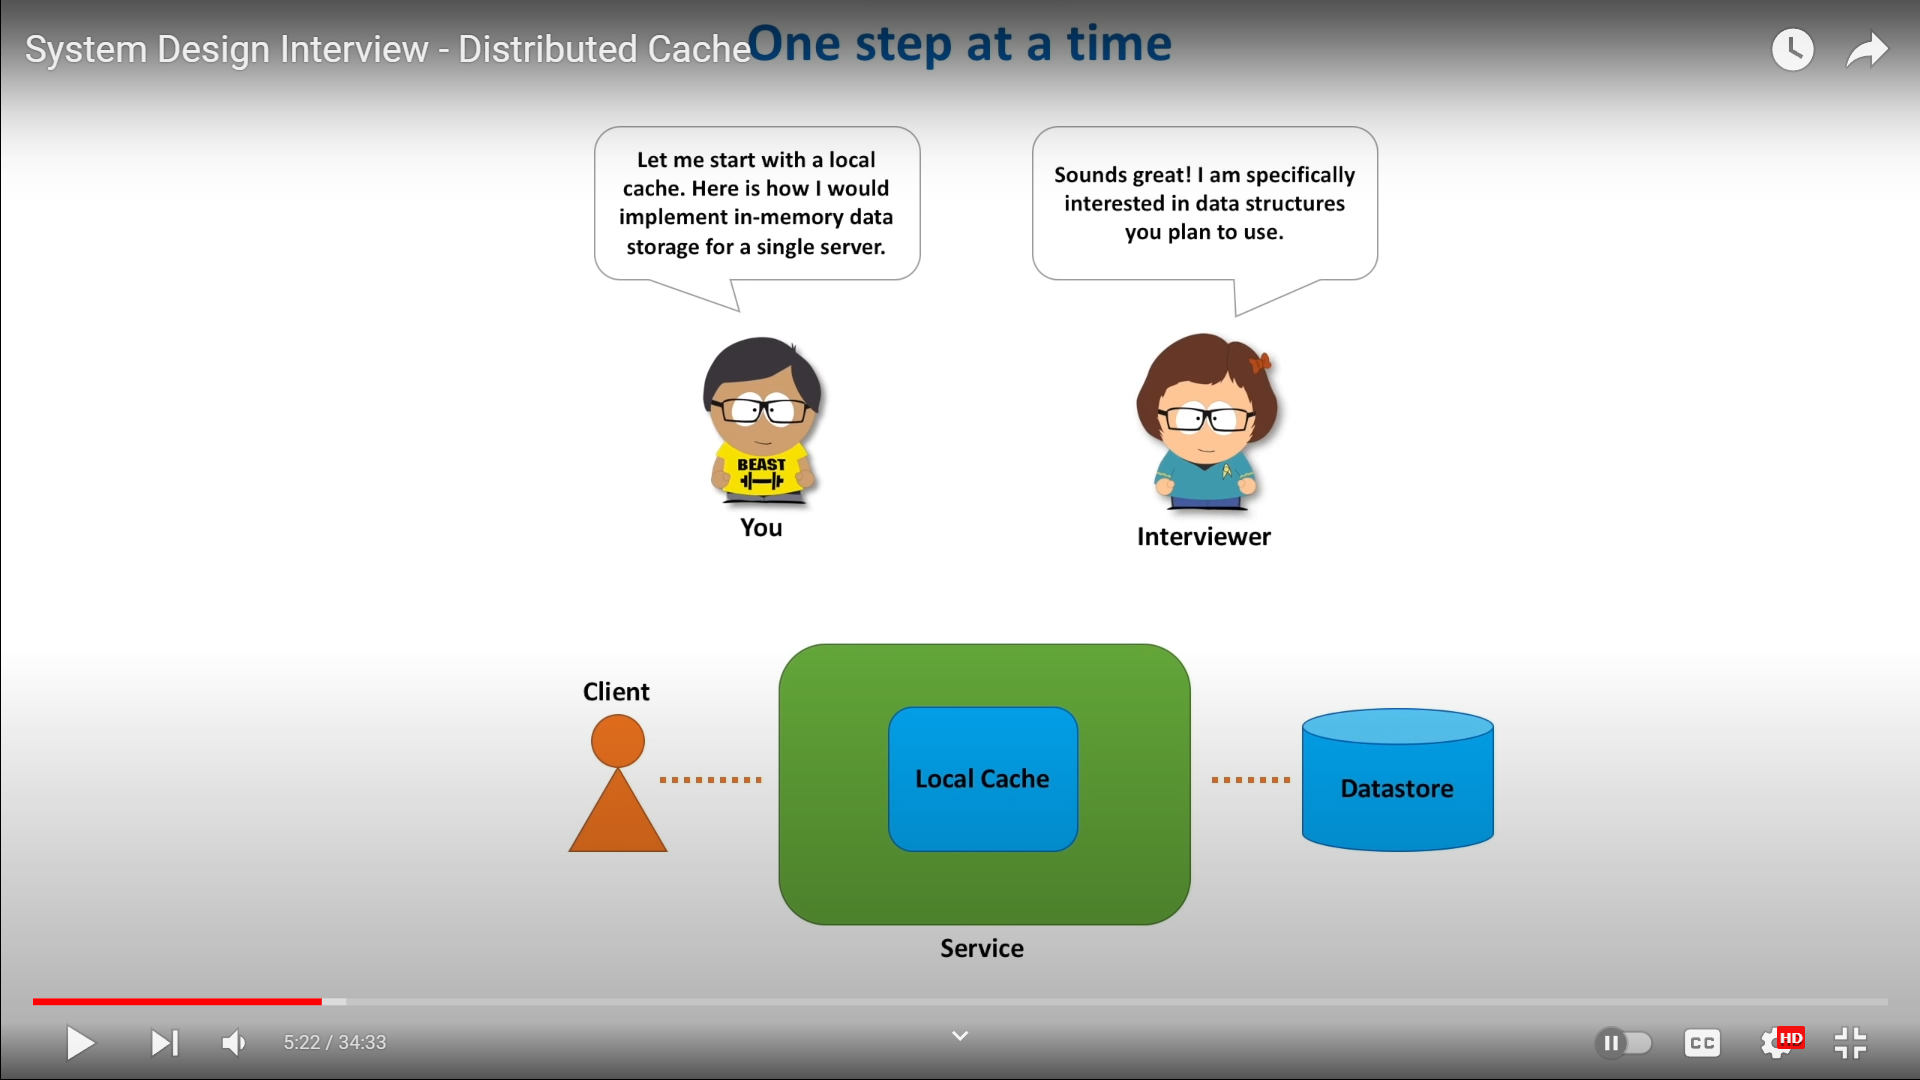 System Design Interview - Distributed Cache
One step at a time
Let me start with a local
cache. Here is how I would
implement in-memory data
storage for a single server.
Sounds great! I am specifically
interested in data structures
you plan to use.
BEAST
You
Interviewer
Client
Local Cache
Datastore
Service
5:22 / 34:33
CC
HD